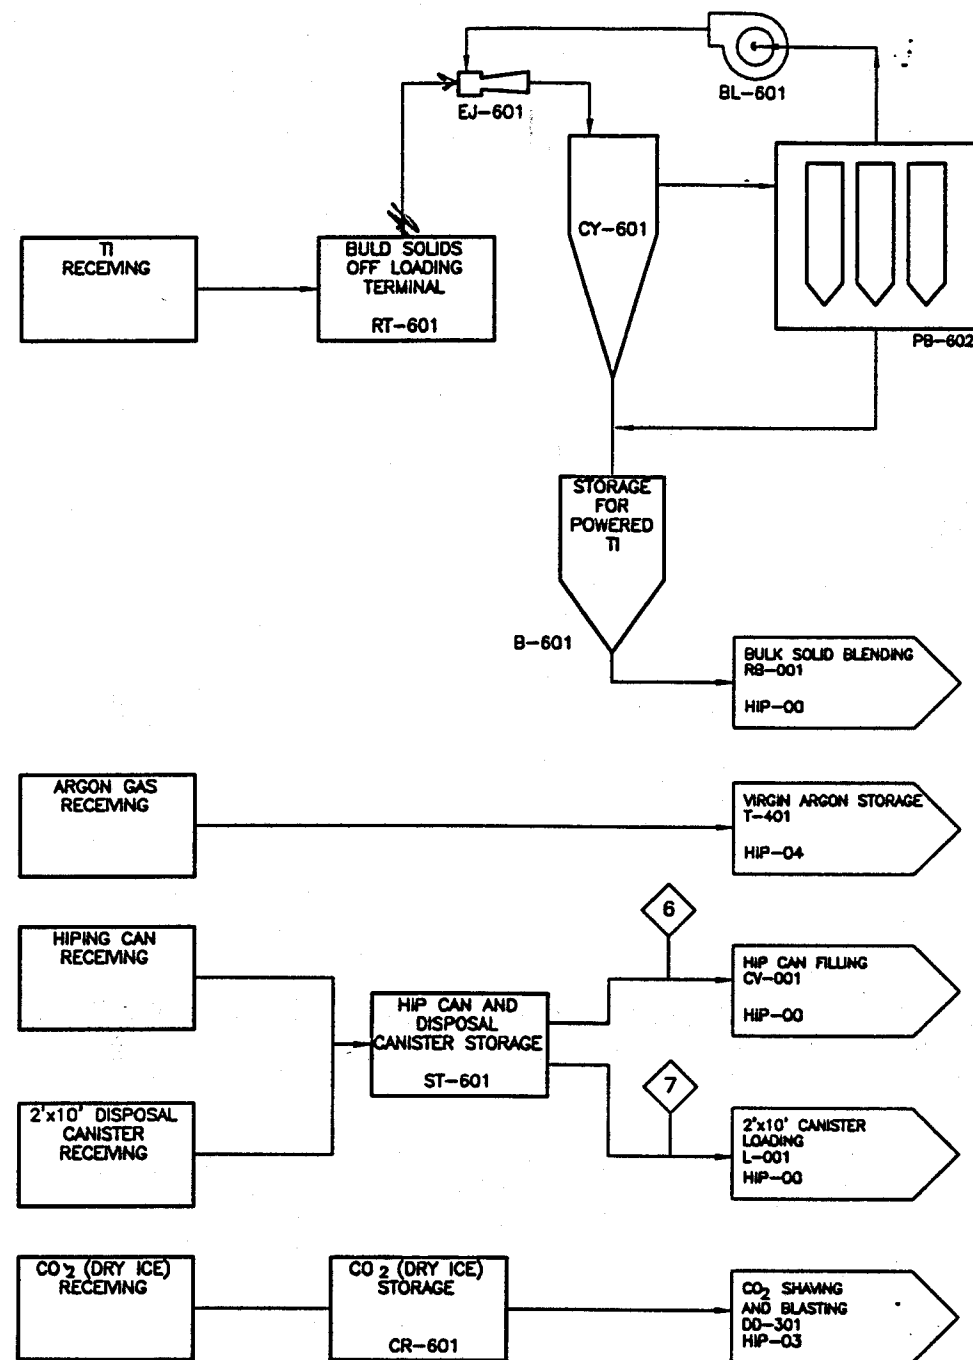 BL-601
EJ-601
CY-601
TI
RECEIVING
BULD SOLIDS
OFF LOADING
TERMINAL
RT-601
PB-602
STORAGE
FOR
POWERED
TI
B-601
BULK SOLID BLENDING
RB-001
HIP-00
ARGON GAS
RECEIVING
VIRGIN ARGON STORAGE
T-401
HIP-04
6
HIPING CAN
RECEIVING
HIP CAN FILLING
CV-001
HIP-00
HIP CAN AND
DISPOSAL
CANISTER STORAGE
ST-601
7
2'x10' DISPOSAL
CANISTER
RECEIVING
2'x10' CANISTER
LOADING
L-001
HIP-00
CO2 (DRY ICE)
RECEIVING
CO2 (DRY ICE)
STORAGE
CR-601
CO2 SHAVING
AND BLASTING
DD-301
HIP-03